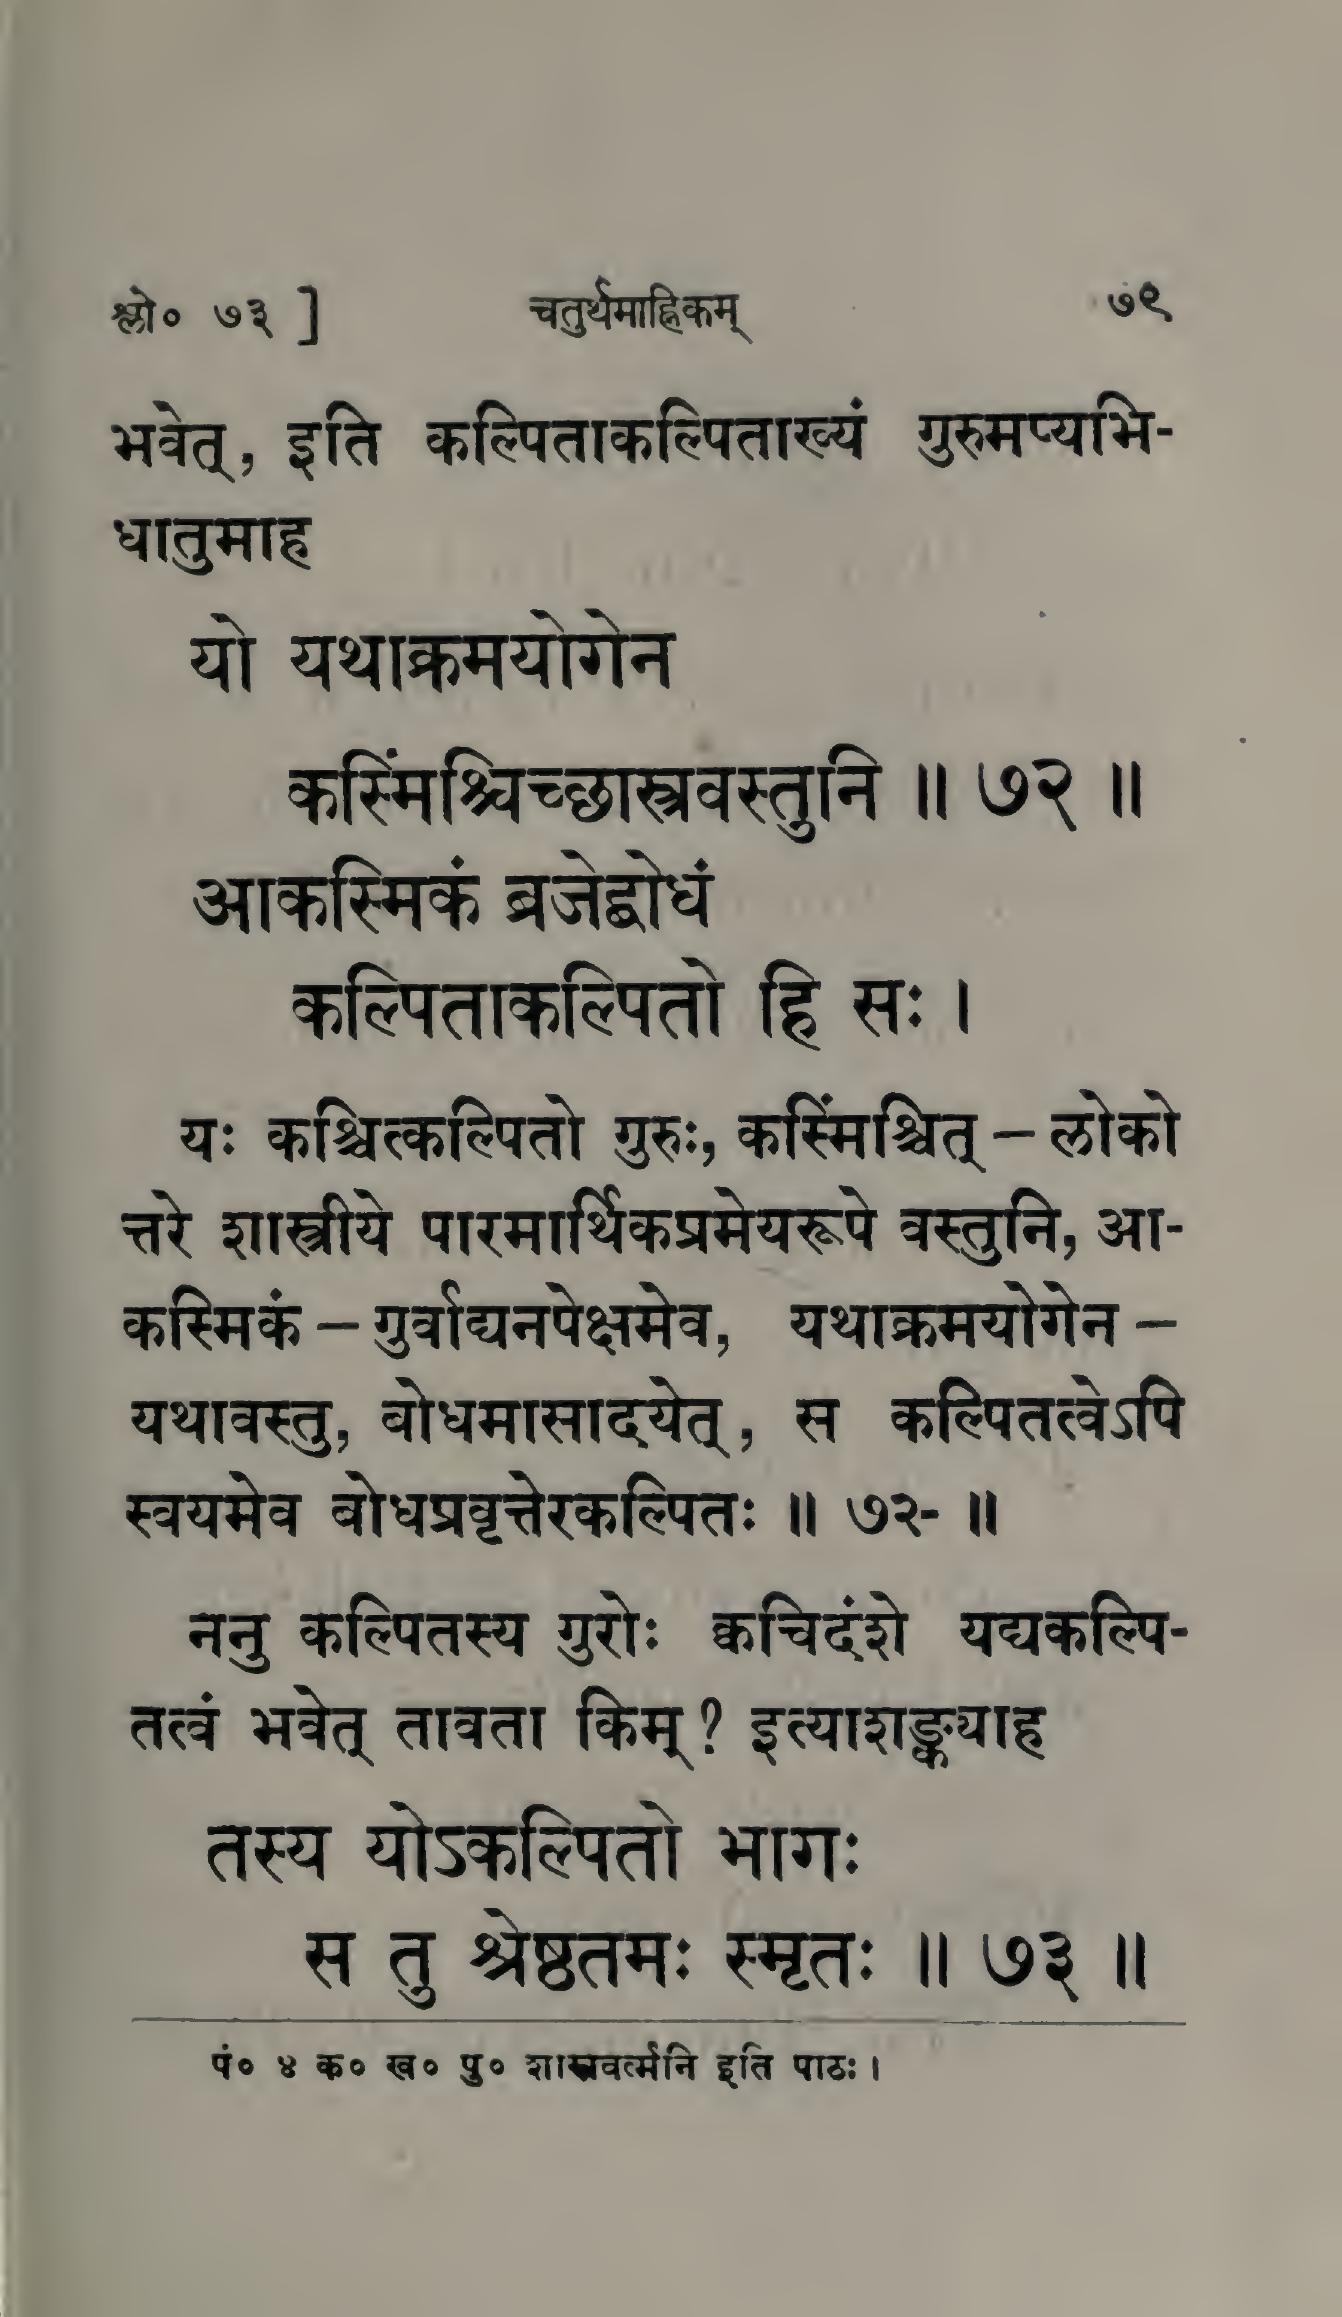 श्लो० ७३ ] चतुर्थमाह्निकम् ७९
भवेत्, इति कल्पिताकल्पिताख्यं गुरुमप्यभि-
धातुमाह
यो यथाक्रमयोगेन
कस्मिंश्चिच्छास्त्रवस्तुनि ॥ ७२ ॥
आकस्मिकं व्रजेद्बोधं
कल्पिताकल्पितो हि सः ।
यः कश्चित्कल्पितो गुरुः, कस्मिंश्चित् – लोको
त्तरे शास्त्रीये पारमार्थिकप्रमेयरूपे वस्तुनि, आ-
कस्मिकं – गुर्वाद्यनपेक्षमेव, यथाक्रमयोगेन –
यथावस्तु, बोधमासादयेत्, स कल्पितत्वेऽपि
स्वयमेव बोधप्रवृत्तेरकल्पितः ॥ ७२- ॥
ननु कल्पितस्य गुरोः क्वचिदंशे यद्यकल्पि-
तत्वं भवेत् तावता किम् ? इत्याशङ्क्याह
तस्य योऽकल्पितो भागः
स तु श्रेष्ठतमः स्मृतः ॥ ७३ ॥
पं० ४ क० ख० पु० शास्त्रवर्त्मनि इति पाठः ।